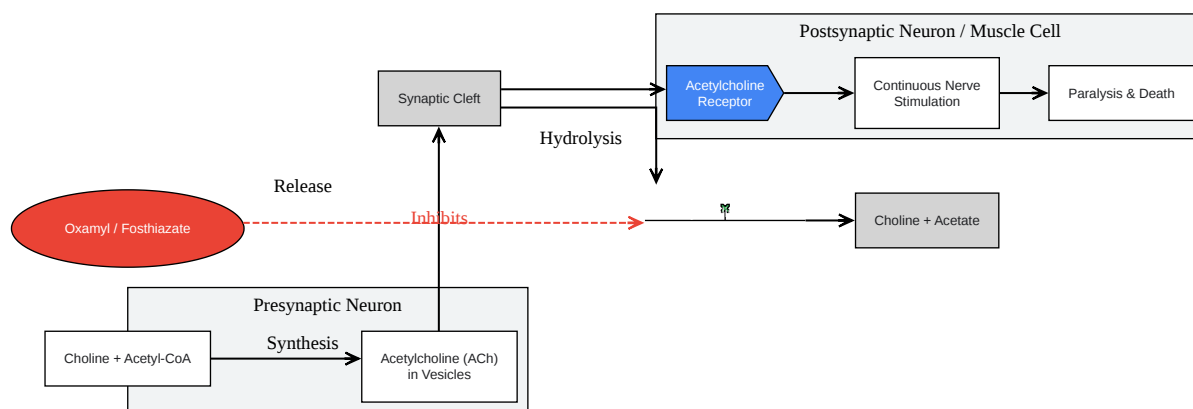 Postsynaptic Neuron / Muscle Cell
Synaptic Cleft
Acetylcholine
Receptor
Continuous Nerve
Stimulation
Paralysis & Death
Hydrolysis
Release
Oxamyl / Fosthiazate
Inhibits
Choline + Acetate
Presynaptic Neuron
Choline + Acetyl-CoA
Synthesis
Acetylcholine (ACh)
in Vesicles